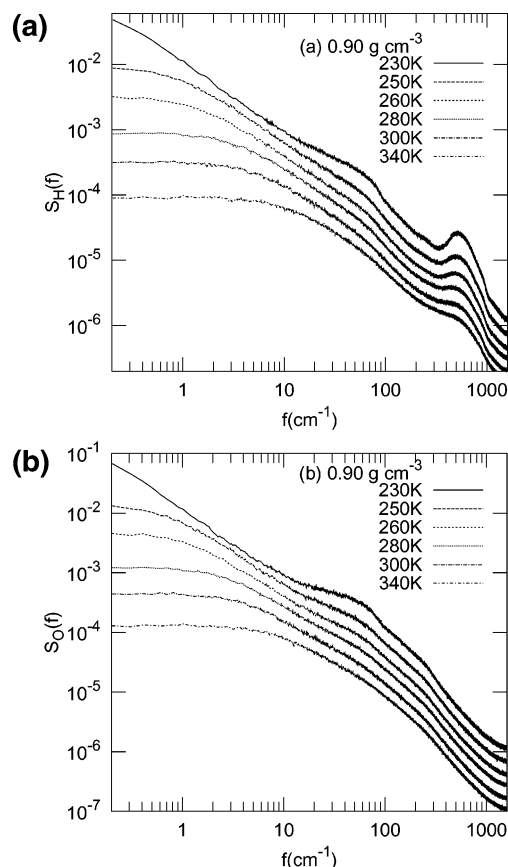 (a)
(a) 0.90 g cm-3
230K
250K
260K
280K
300K
340K
10-2
10-3
10-4
10-5
10-6
SH(f)
1
10
100
1000
f(cm-1)
(b)
(b) 0.90 g cm-3
230K
250K
260K
280K
300K
340K
10-1
10-2
10-3
10-4
10-5
10-6
10-7
SO(f)
1
10
100
1000
f(cm-1)